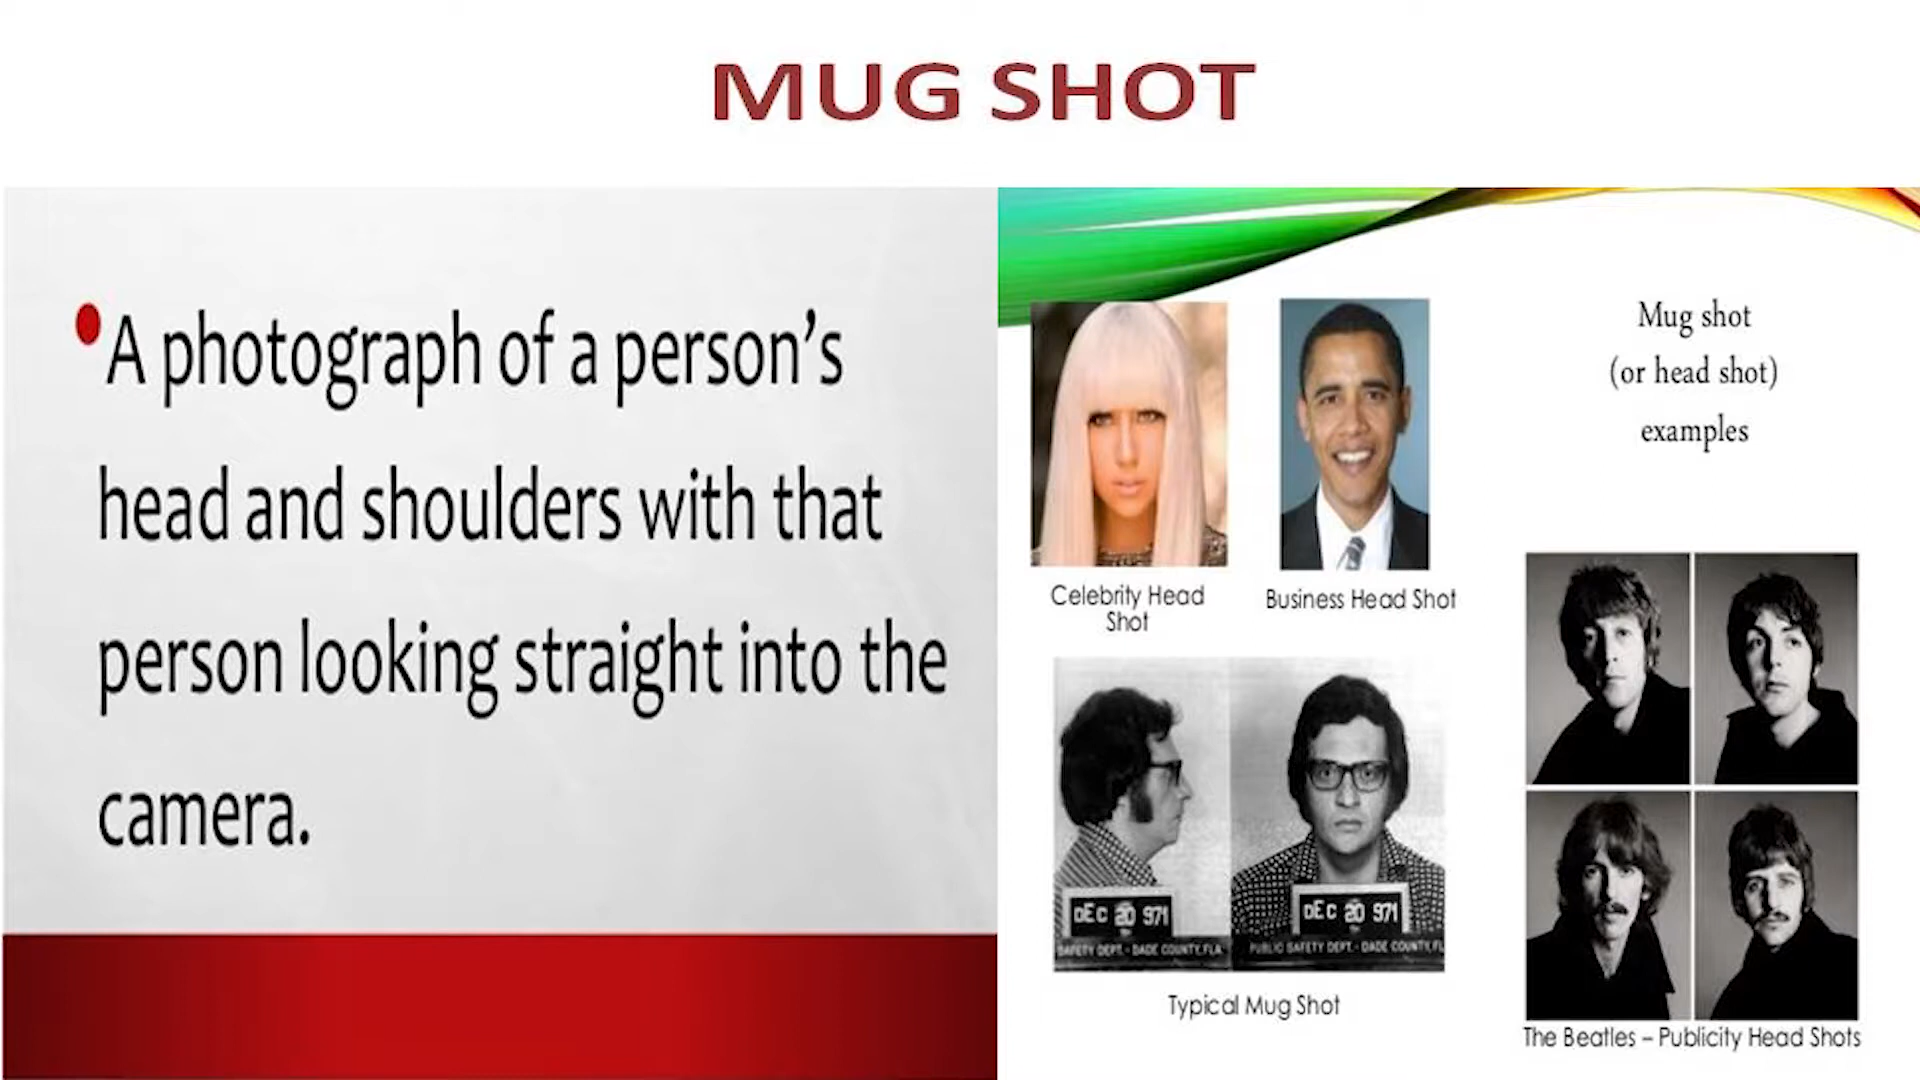 MUG SHOT
•A photograph of a person’s
head and shoulders with that
person looking straight into the
camera.
Mug shot
(or head shot)
examples
Celebrity Head
Shot
Business Head Shot
DEC 20 971
SAFETY DEPT. - DADE COUNTY, FLA.
DEC 20 971
PUBLIC SAFETY DEPT. - DADE COUNTY, FL
Typical Mug Shot
The Beatles – Publicity Head Shots